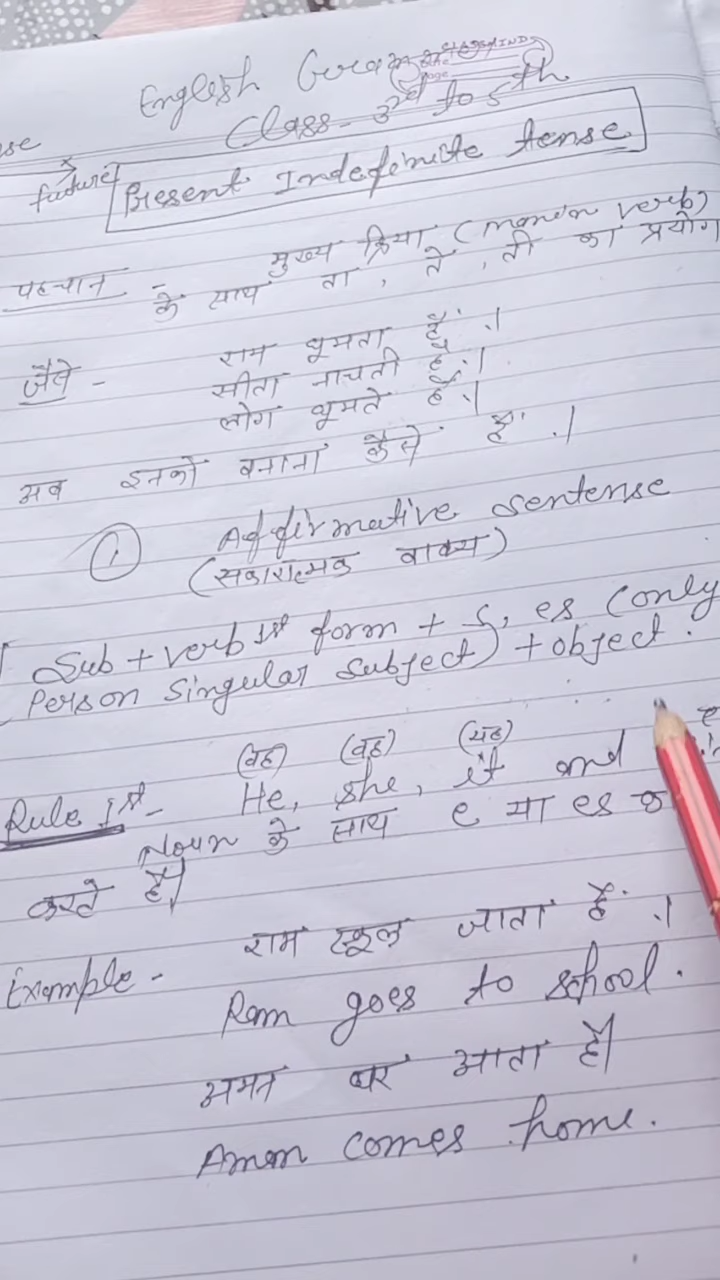 English
Class - 3rd to 5th
future
Present Indefinite tense
पहचान - मुख्य क्रिया (main verb)
के साथ ता, ते, ती का प्रयोग
जैसे - राम घूमता है।
सीता नाचती है।
लोग घूमते हैं।
अब इनको बनाना कैसे हैं।
① Affirmative sentense
(सकारात्मक वाक्य)
Sub + verb 1st form + s, es (only
Person singular subject) + object.
(वह) (वह) (यह)
Rule 1st - He, she, it and
Noun के साथ e या es
करते हैं।
Example - राम स्कूल जाता है।
Ram goes to school.
अमन घर आता है।
Aman comes home.